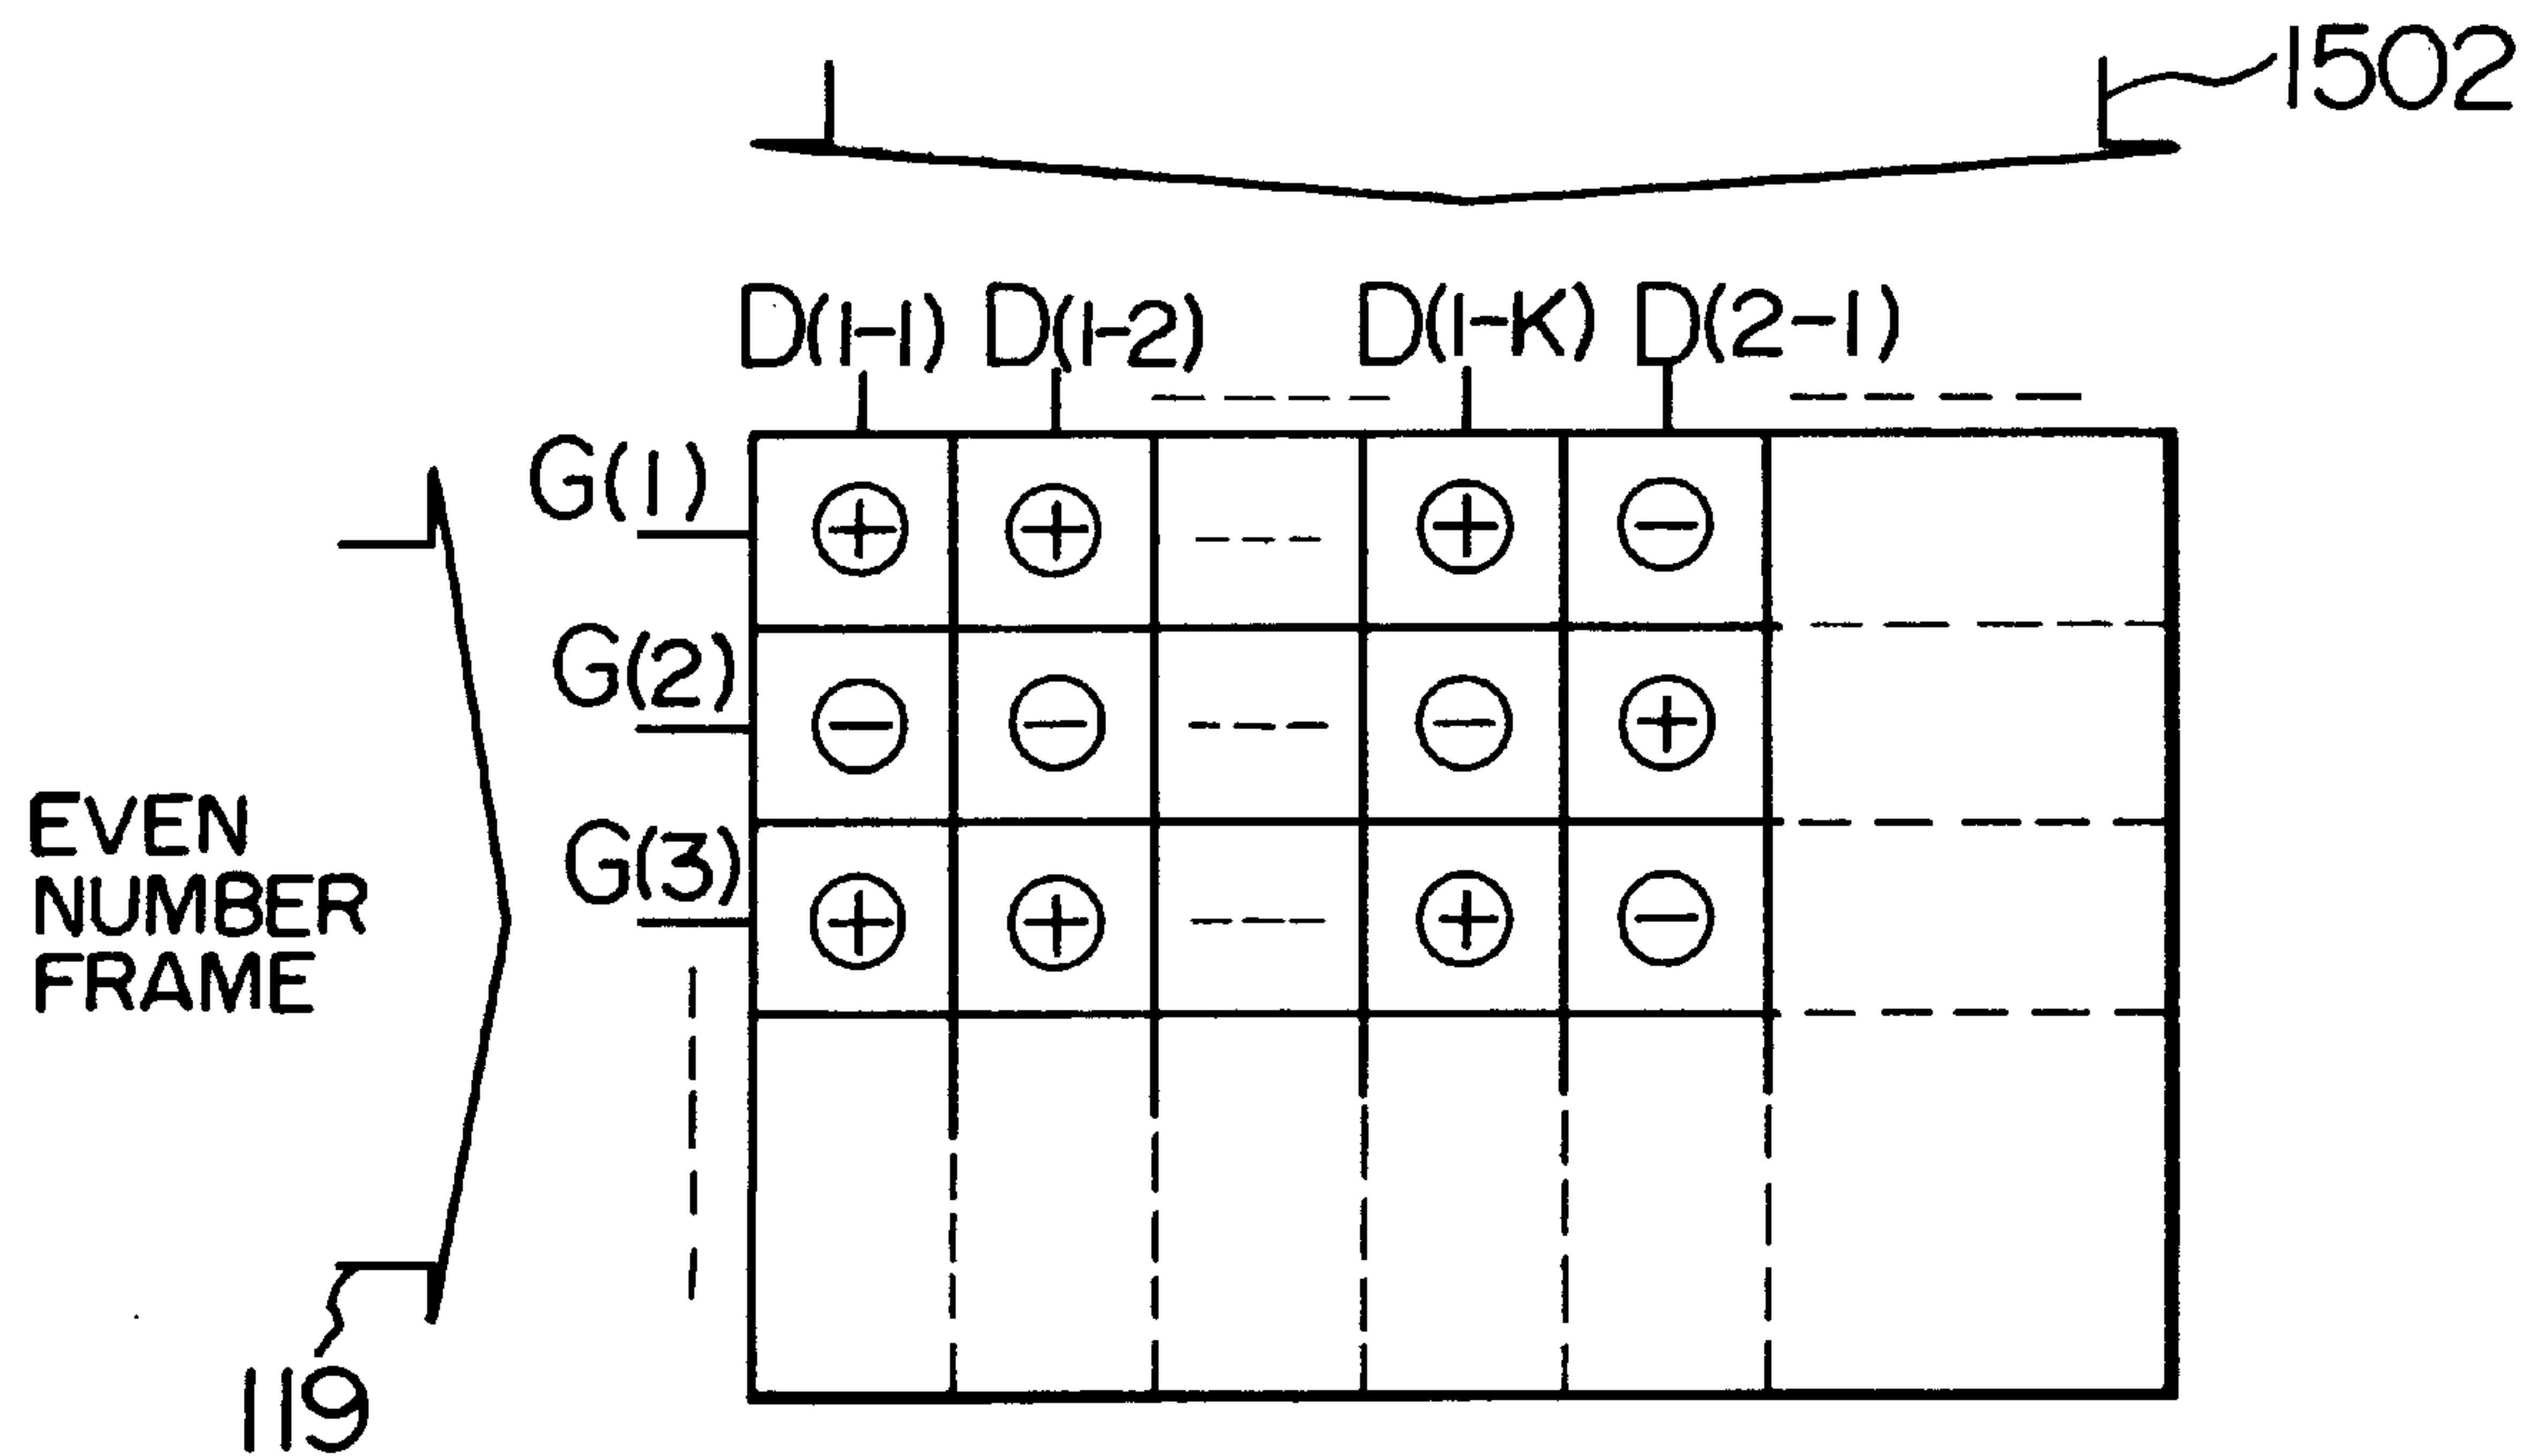 1502
D(1-1) D(1-2) D(1-K) D(2-1)
G(1)
+ + + −
G(2)
− − − +
G(3)
+ + + −
EVEN
NUMBER
FRAME
119